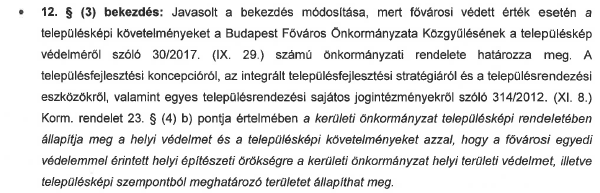 • 12. § (3) bekezdés: Javasolt a bekezdés módosítása, mert fővárosi védett érték esetén a
településképi követelményeket a Budapest Főváros Önkormányzata Közgyűlésének a településkép
védelméről szóló 30/2017. (IX. 29.) számú önkormányzati rendelete határozza meg. A
településfejlesztési koncepcióról, az integrált településfejlesztési stratégiáról és a településrendezési
eszközökről, valamint egyes településrendezési sajátos jogintézményekről szóló 314/2012. (XI. 8.)
Korm. rendelet 23. § (4) b) pontja értelmében a kerületi önkormányzat településképi rendeletében
állapítja meg a helyi védelmet és a településképi követelményeket azzal, hogy a fővárosi egyedi
védelemmel érintett helyi építészeti örökségre a kerületi önkormányzat helyi területi védelmet, illetve
településképi szempontból meghatározó területet állapíthat meg.